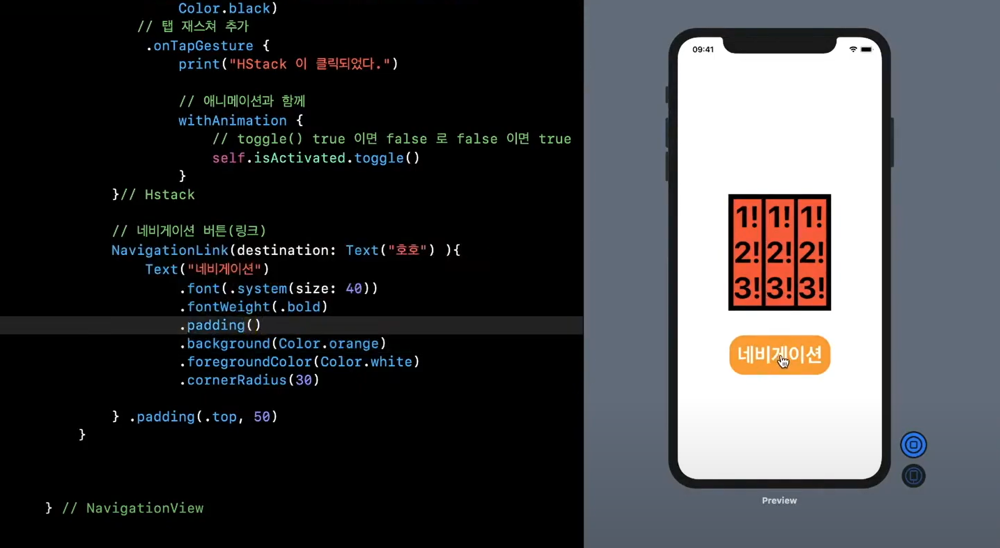 Color.black)
// 탭 재스쳐 추가
.onTapGesture {
print("HStack 이 클릭되었다.")
// 애니메이션과 함께
withAnimation {
// toggle() true 이면 false 로 false 이면 true
self.isActivated.toggle()
}
}// Hstack
// 네비게이션 버튼(링크)
NavigationLink(destination: Text("호호") ){
Text("네비게이션")
.font(.system(size: 40))
.fontWeight(.bold)
.padding()
.background(Color.orange)
.foregroundColor(Color.white)
.cornerRadius(30)
} .padding(.top, 50)
}
} // NavigationView
09:41
1! 1! 1!
2! 2! 2!
3! 3! 3!
네비게이션
Preview